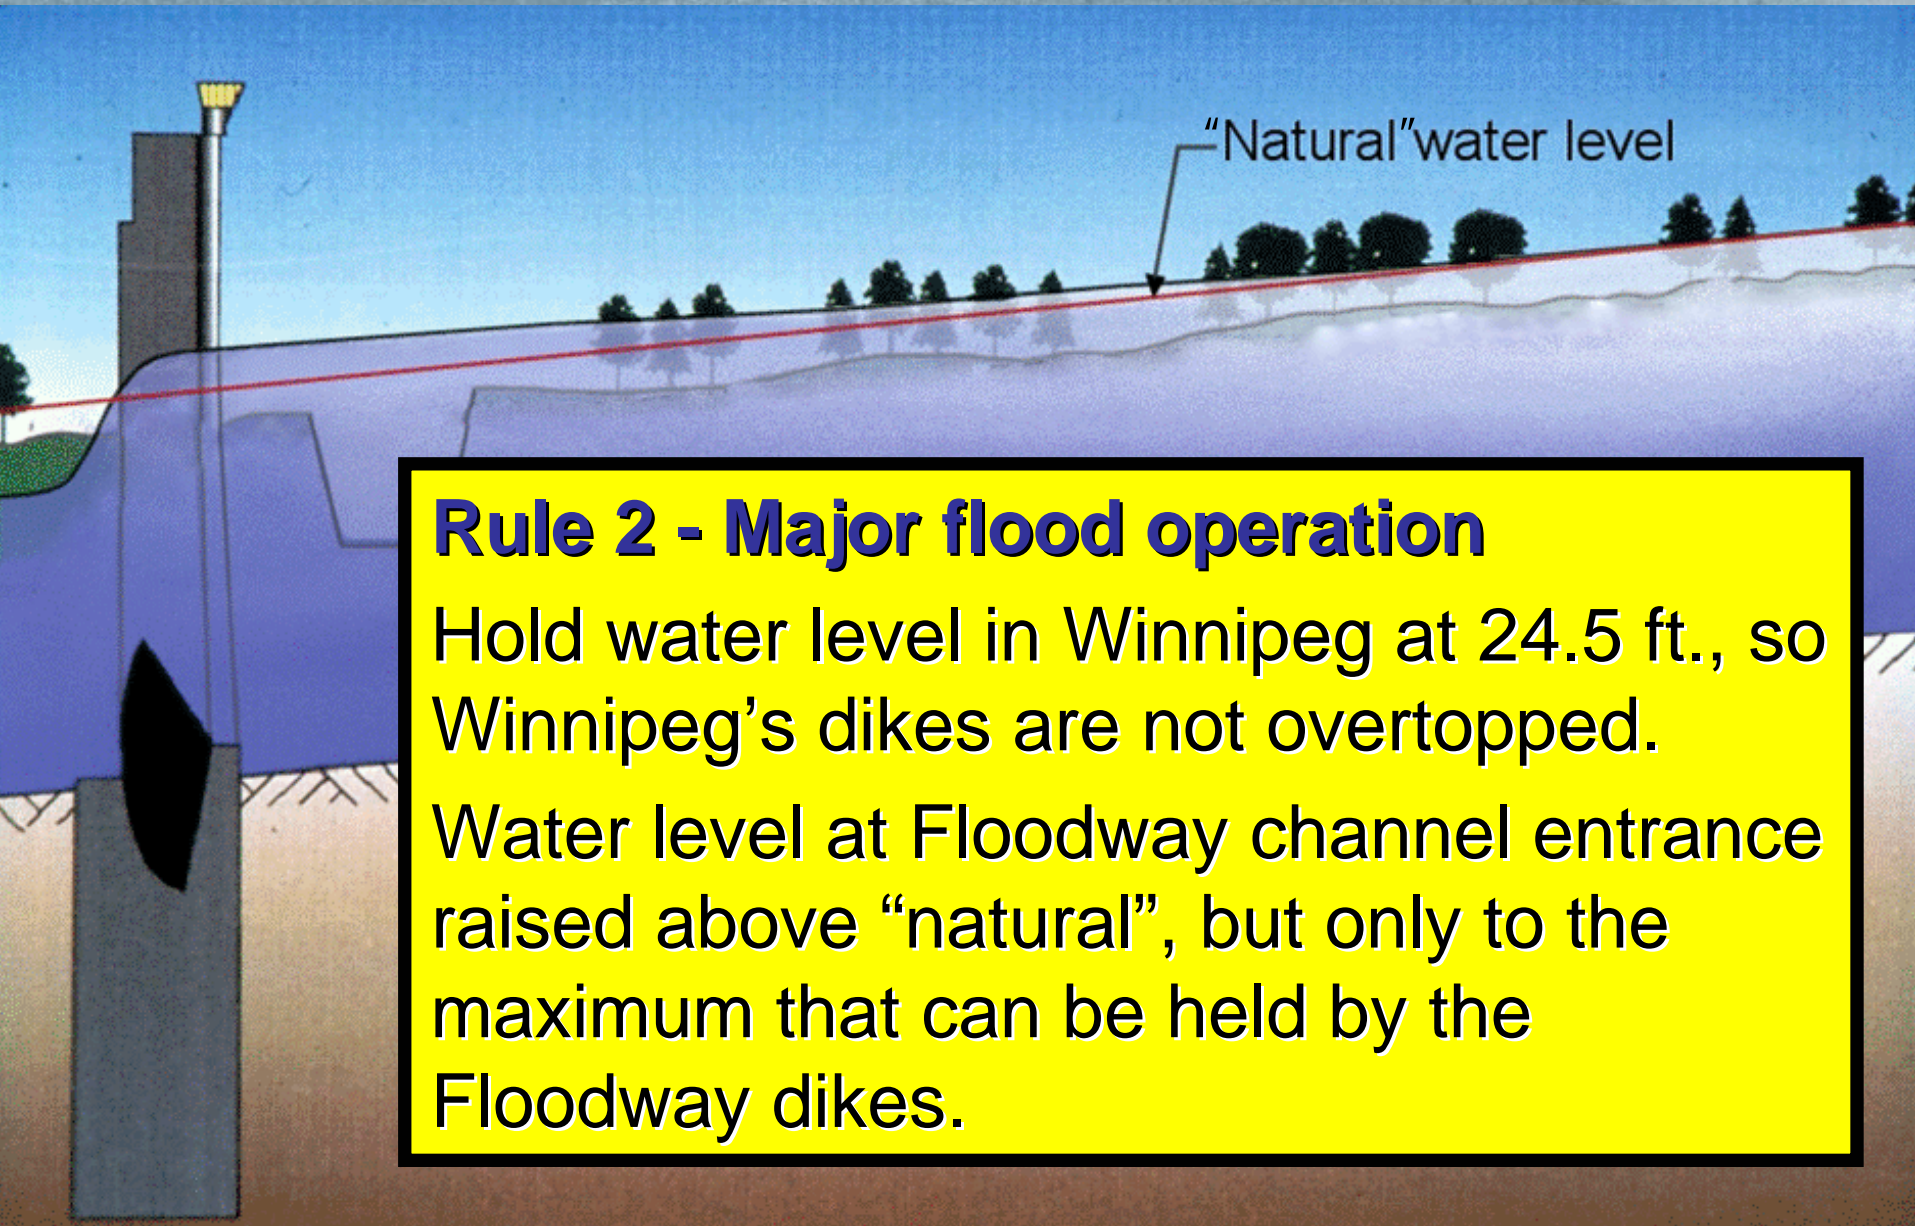 “Natural”water level
Rule 2 - Major flood operation
Hold water level in Winnipeg at 24.5 ft., so
Winnipeg’s dikes are not overtopped.
Water level at Floodway channel entrance
raised above “natural”, but only to the
maximum that can be held by the
Floodway dikes.